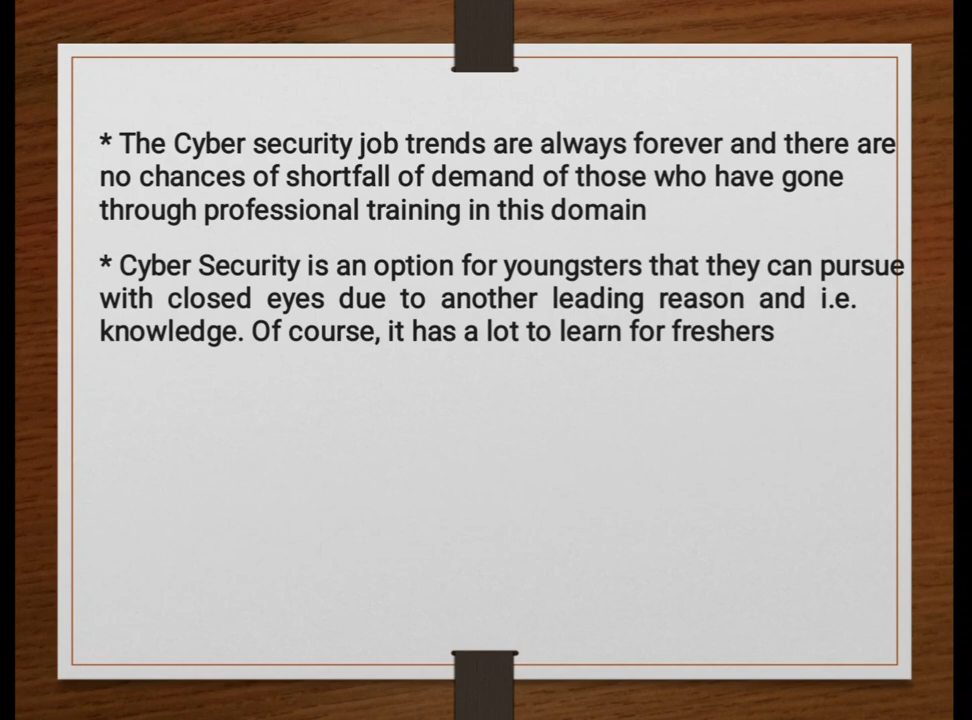 * The Cyber security job trends are always forever and there are
no chances of shortfall of demand of those who have gone
through professional training in this domain
* Cyber Security is an option for youngsters that they can pursue
with closed eyes due to another leading reason and i.e.
knowledge. Of course, it has a lot to learn for freshers